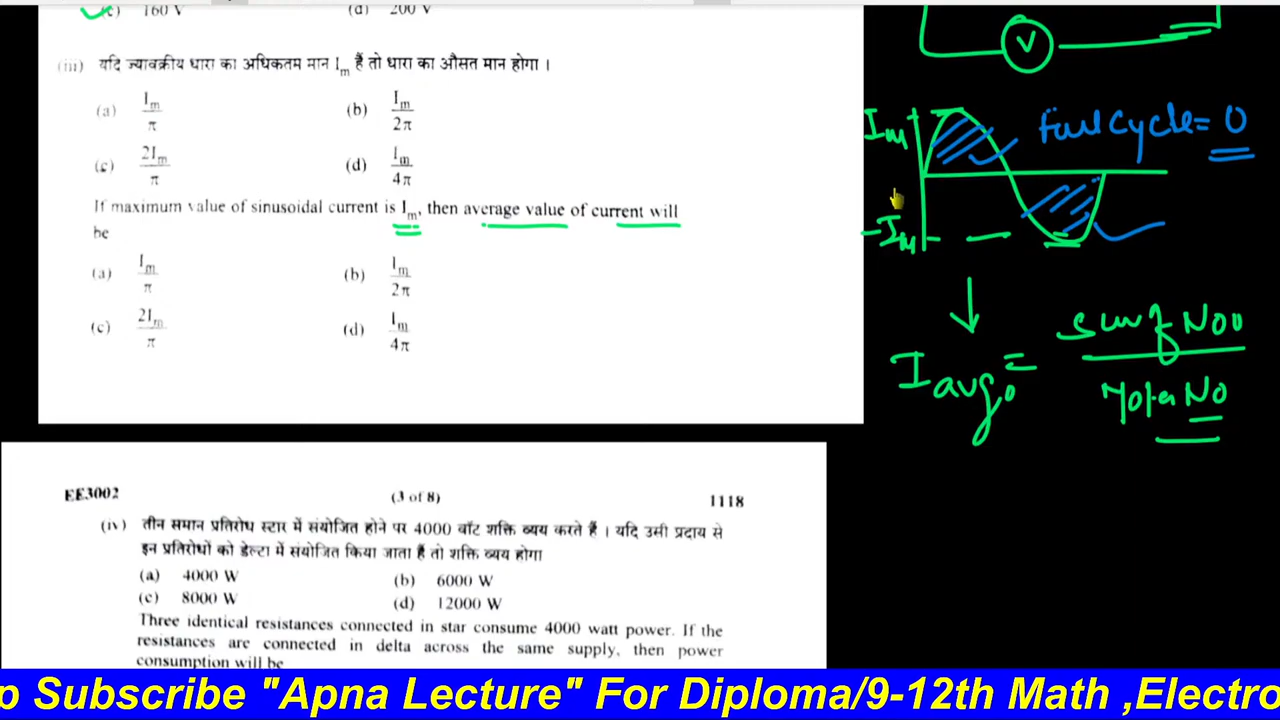 (c) 160 V (d) 200 V
(iii) यदि ज्यावक्रीय धारा का अधिकतम मान Im हैं तो धारा का औसत मान होगा ।
(a) Im/π (b) Im/2π
(c) 2Im/π (d) Im/4π
If maximum value of sinusoidal current is Im, then average value of current will
be
(a) Im/π (b) Im/2π
(c) 2Im/π (d) Im/4π
EE3002 (3 of 8) 1118
(iv) तीन समान प्रतिरोध स्टार में संयोजित होने पर 4000 वॉट शक्ति व्यय करते हैं । यदि उसी प्रदाय से
इन प्रतिरोधों को डेल्टा में संयोजित किया जाता हैं तो शक्ति व्यय होगा
(a) 4000 W (b) 6000 W
(c) 8000 W (d) 12000 W
Three identical resistances connected in star consume 4000 watt power. If the
resistances are connected in delta across the same supply, then power
consumption will be
V
Im
Full Cycle = 0
-Im
Iavg =
Sum of No
No
p Subscribe "Apna Lecture" For Diploma/9-12th Math ,Electro